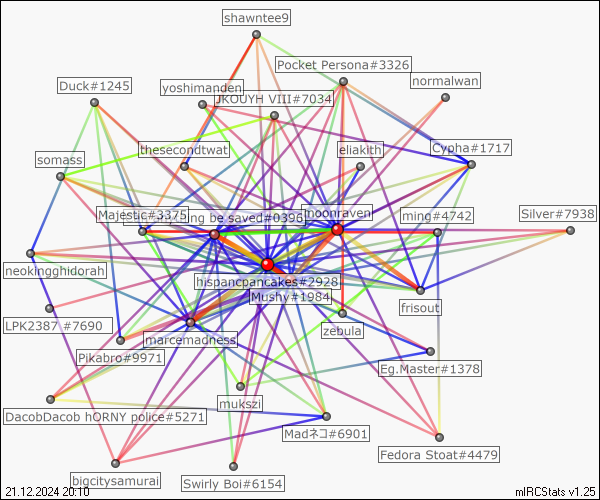 shawntee9
Pocket Persona#3326
normalwan
Duck#1245
yoshimanden
JKOUYH VIII#7034
thesecondtwat
eliakith
Cypha#1717
somass
Majestic#3375
ing be saved#0396
moonraven
ming#4742
Silver#7938
neokingghidorah
hispancpancakes#2928
Mushy#1984
frisout
LPK2387 #7690
zebula
marcemadness
Pikabro#9971
Eg.Master#1378
mukszi
DacobDacob hORNY police#5271
Madネコ#6901
Fedora Stoat#4479
bigcitysamurai
Swirly Boi#6154
21.12.2024 20:10
mIRCStats v1.25